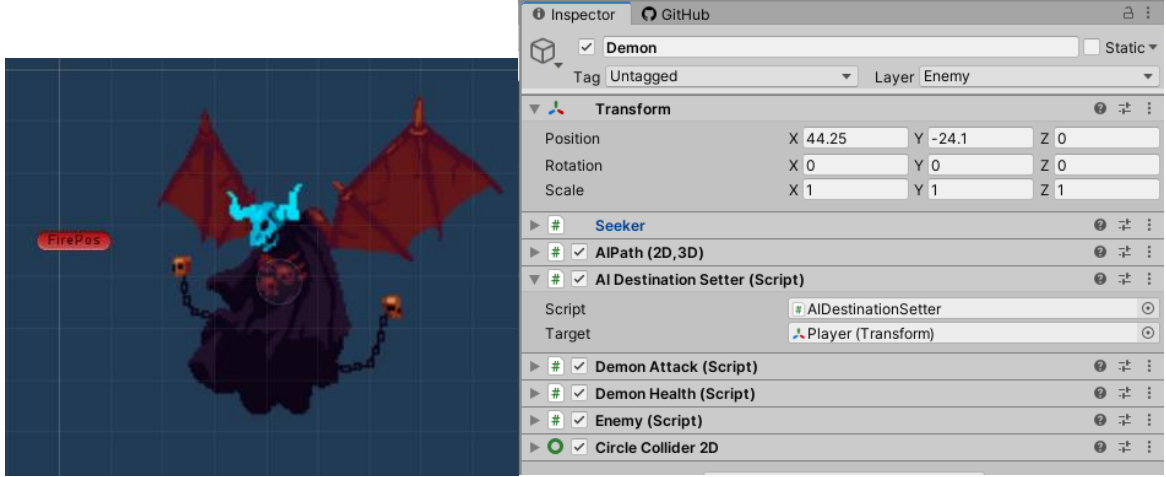 Inspector GitHub
Demon Static
Tag Untagged Layer Enemy
Transform
Position X 44.25 Y -24.1 Z 0
Rotation X 0 Y 0 Z 0
Scale X 1 Y 1 Z 1
Seeker
FirePos
AIPath (2D,3D)
AI Destination Setter (Script)
Script AIDestinationSetter
Target Player (Transform)
Demon Attack (Script)
Demon Health (Script)
Enemy (Script)
Circle Collider 2D